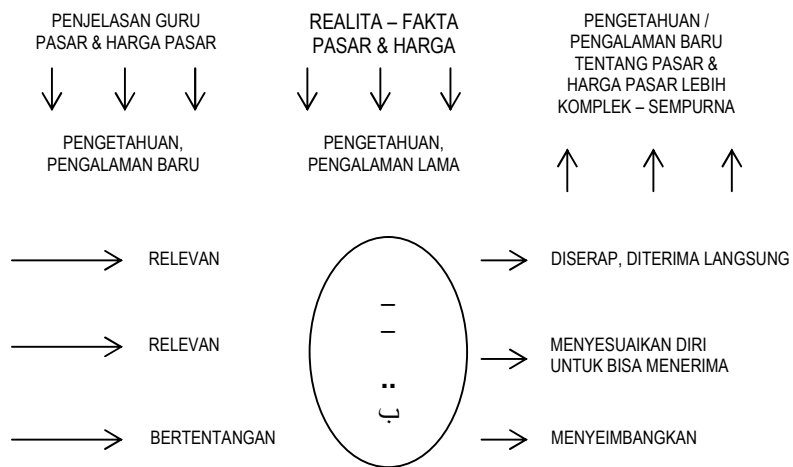 PENJELASAN GURU
PASAR & HARGA PASAR
REALITA – FAKTA
PASAR & HARGA
PENGETAHUAN /
PENGALAMAN BARU
TENTANG PASAR &
HARGA PASAR LEBIH
KOMPLEK – SEMPURNA
PENGETAHUAN,
PENGALAMAN BARU
PENGETAHUAN,
PENGALAMAN LAMA
RELEVAN
DISERAP, DITERIMA LANGSUNG
RELEVAN
MENYESUAIKAN DIRI
UNTUK BISA MENERIMA
BERTENTANGAN
MENYEIMBANGKAN